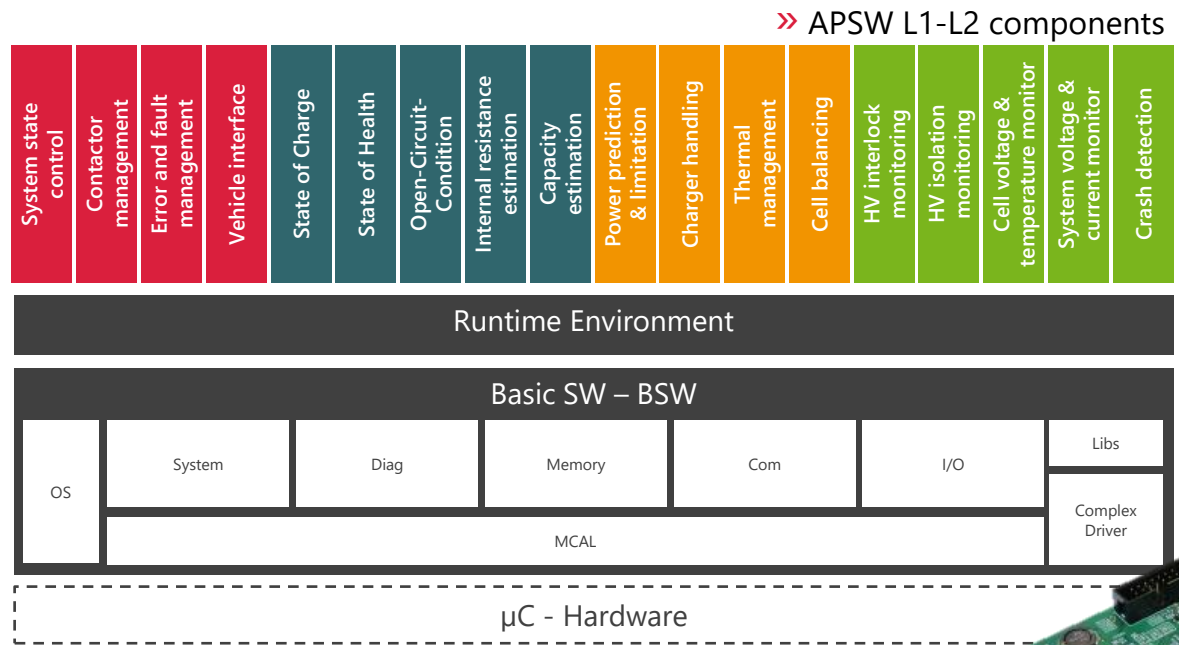 » APSW L1-L2 components
System state
control
Contactor
management
Error and fault
management
Vehicle interface
State of Charge
State of Health
Open-Circuit-
Condition
Internal resistance
estimation
Capacity
estimation
Power prediction
& limitation
Charger handling
Thermal
management
Cell balancing
HV interlock
monitoring
HV isolation
monitoring
Cell voltage &
temperature monitor
System voltage &
current monitor
Crash detection
Runtime Environment
Basic SW – BSW
OS
System
Diag
Memory
Com
I/O
Libs
MCAL
Complex
Driver
µC - Hardware